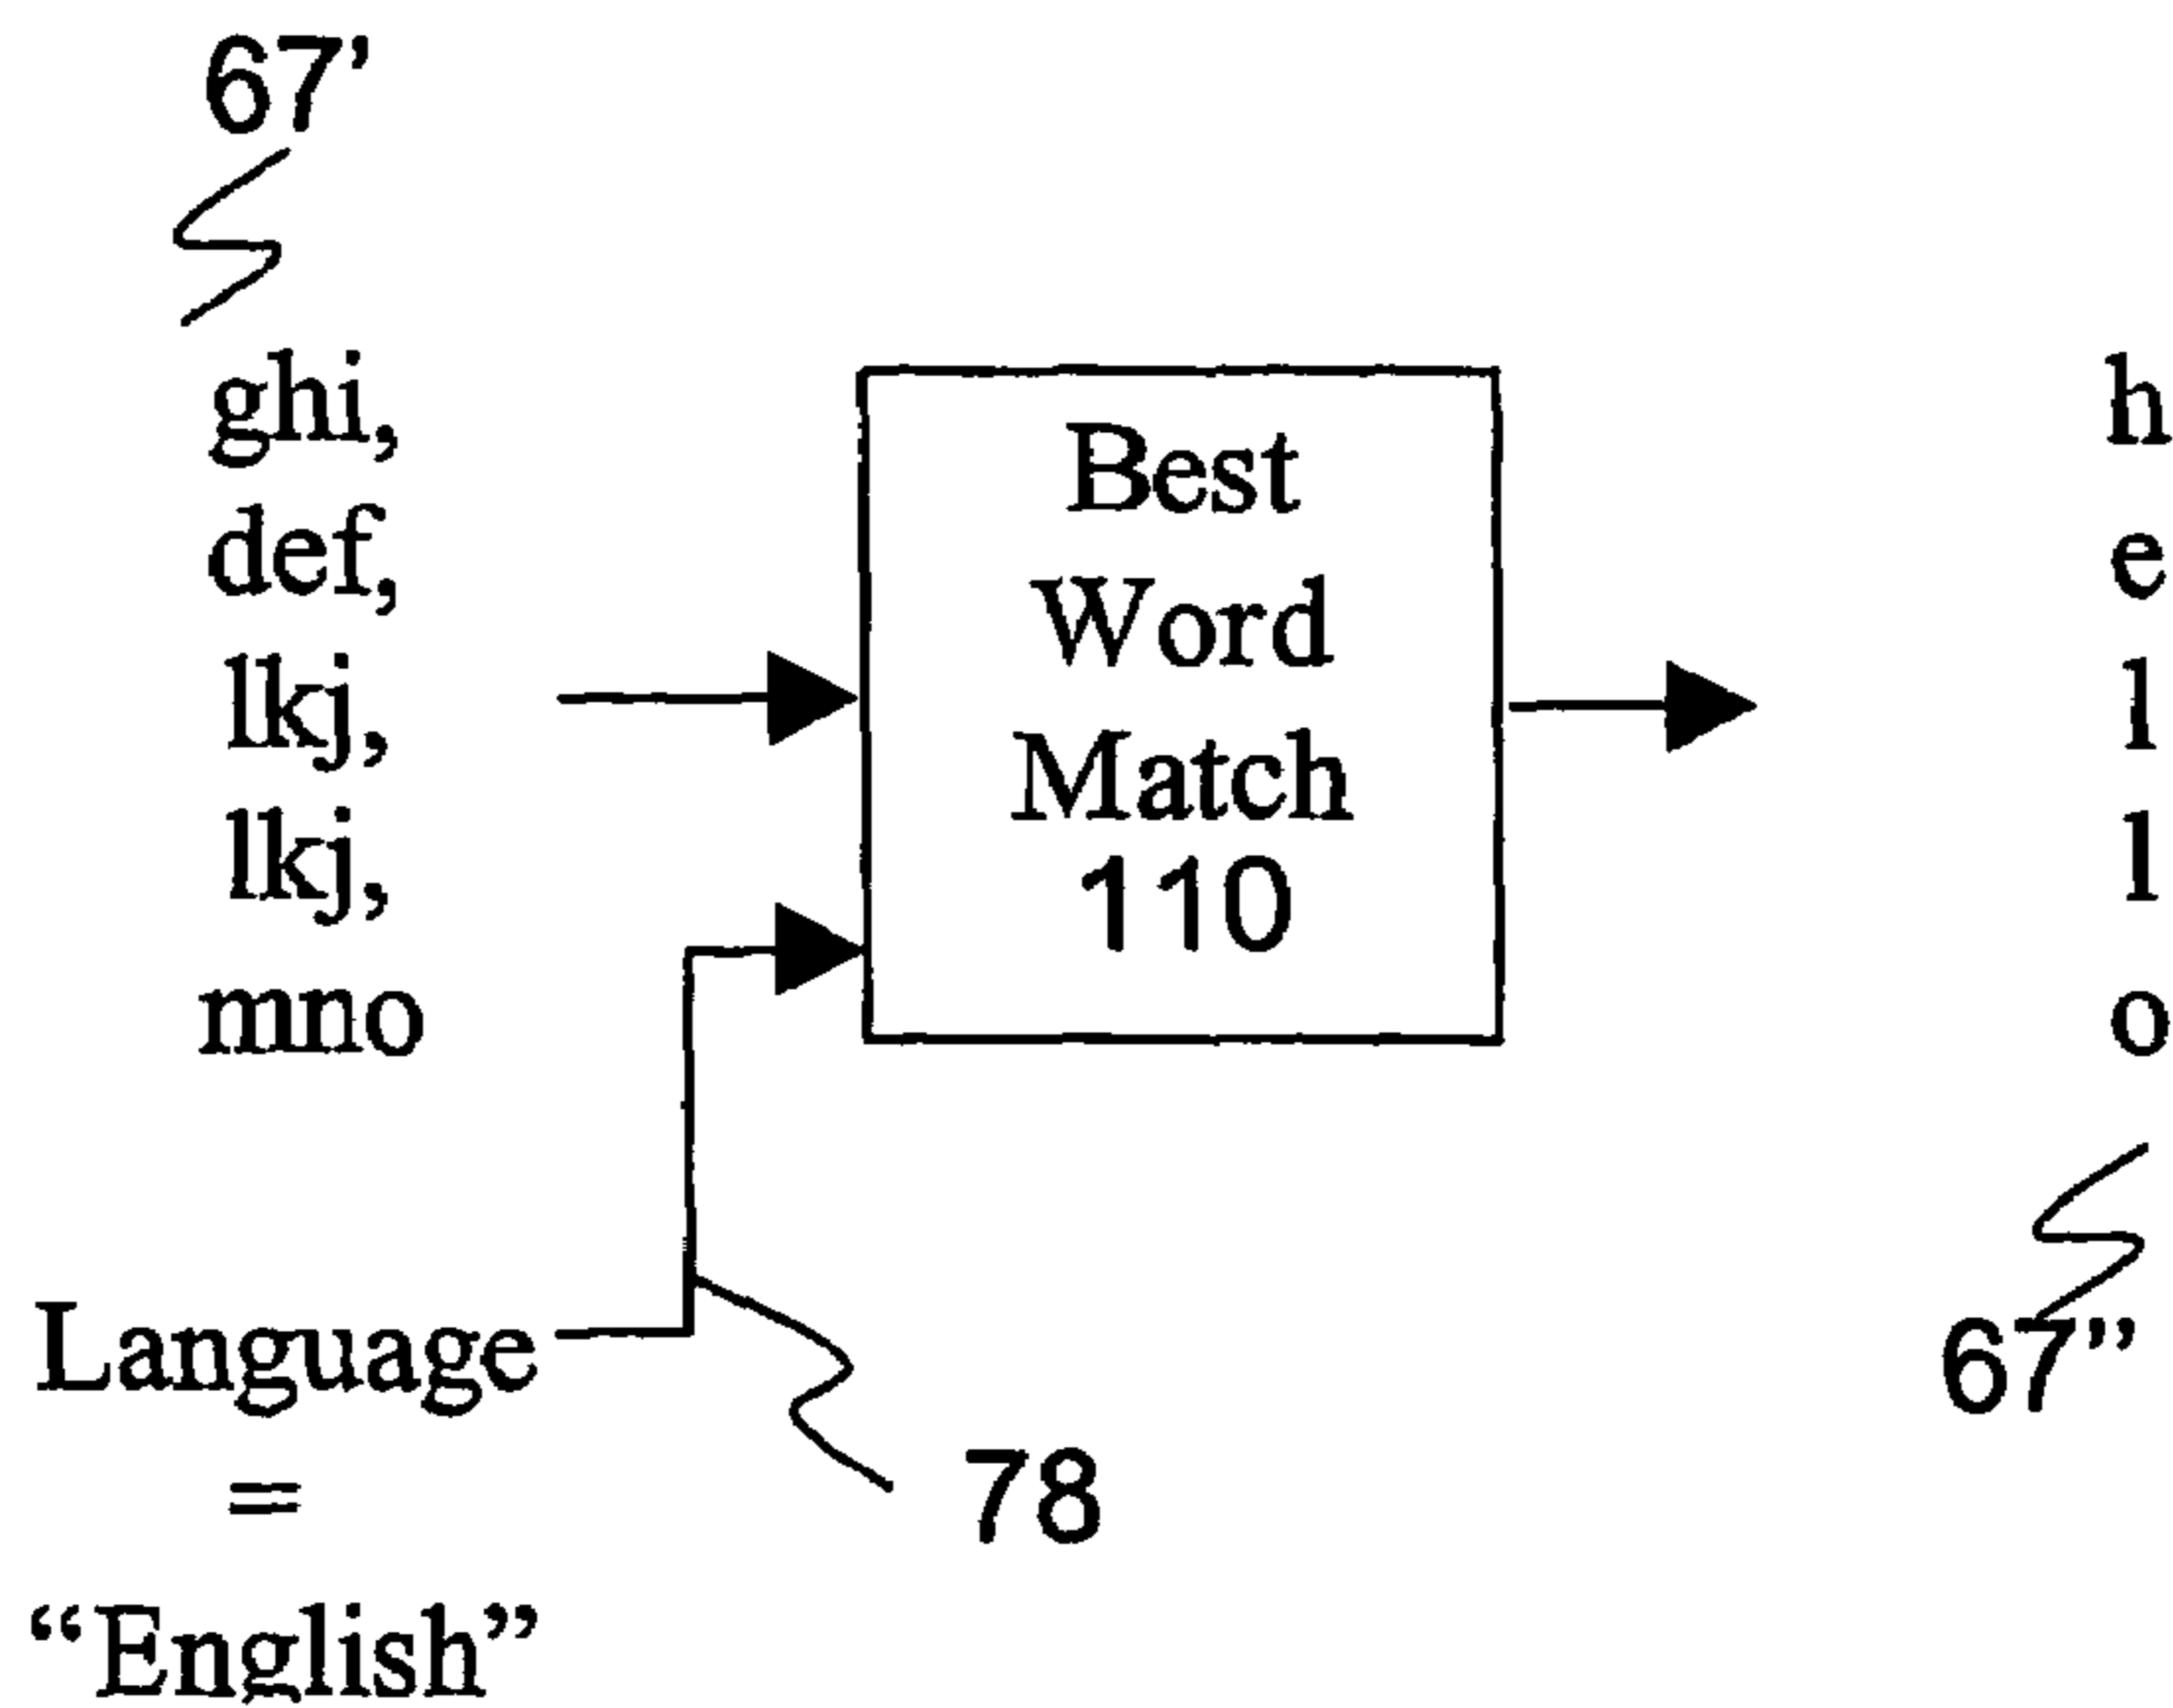 67’
ghi,
def,
lkj,
lkj,
mno
Language
=
“English”
Best
Word
Match
110
78
h
e
l
l
o
67”